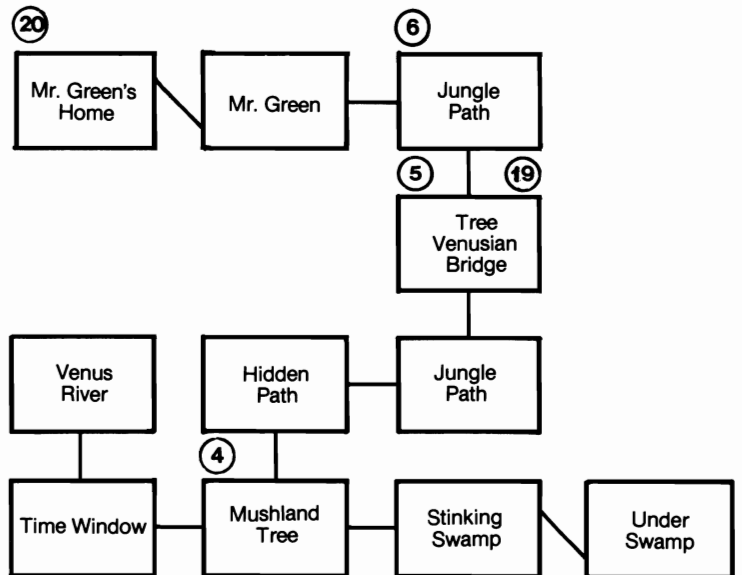 20
6
Mr. Green's
Home
Mr. Green
Jungle
Path
5
19
Tree
Venusian
Bridge
Venus
River
Hidden
Path
Jungle
Path
4
Time Window
Mushland
Tree
Stinking
Swamp
Under
Swamp